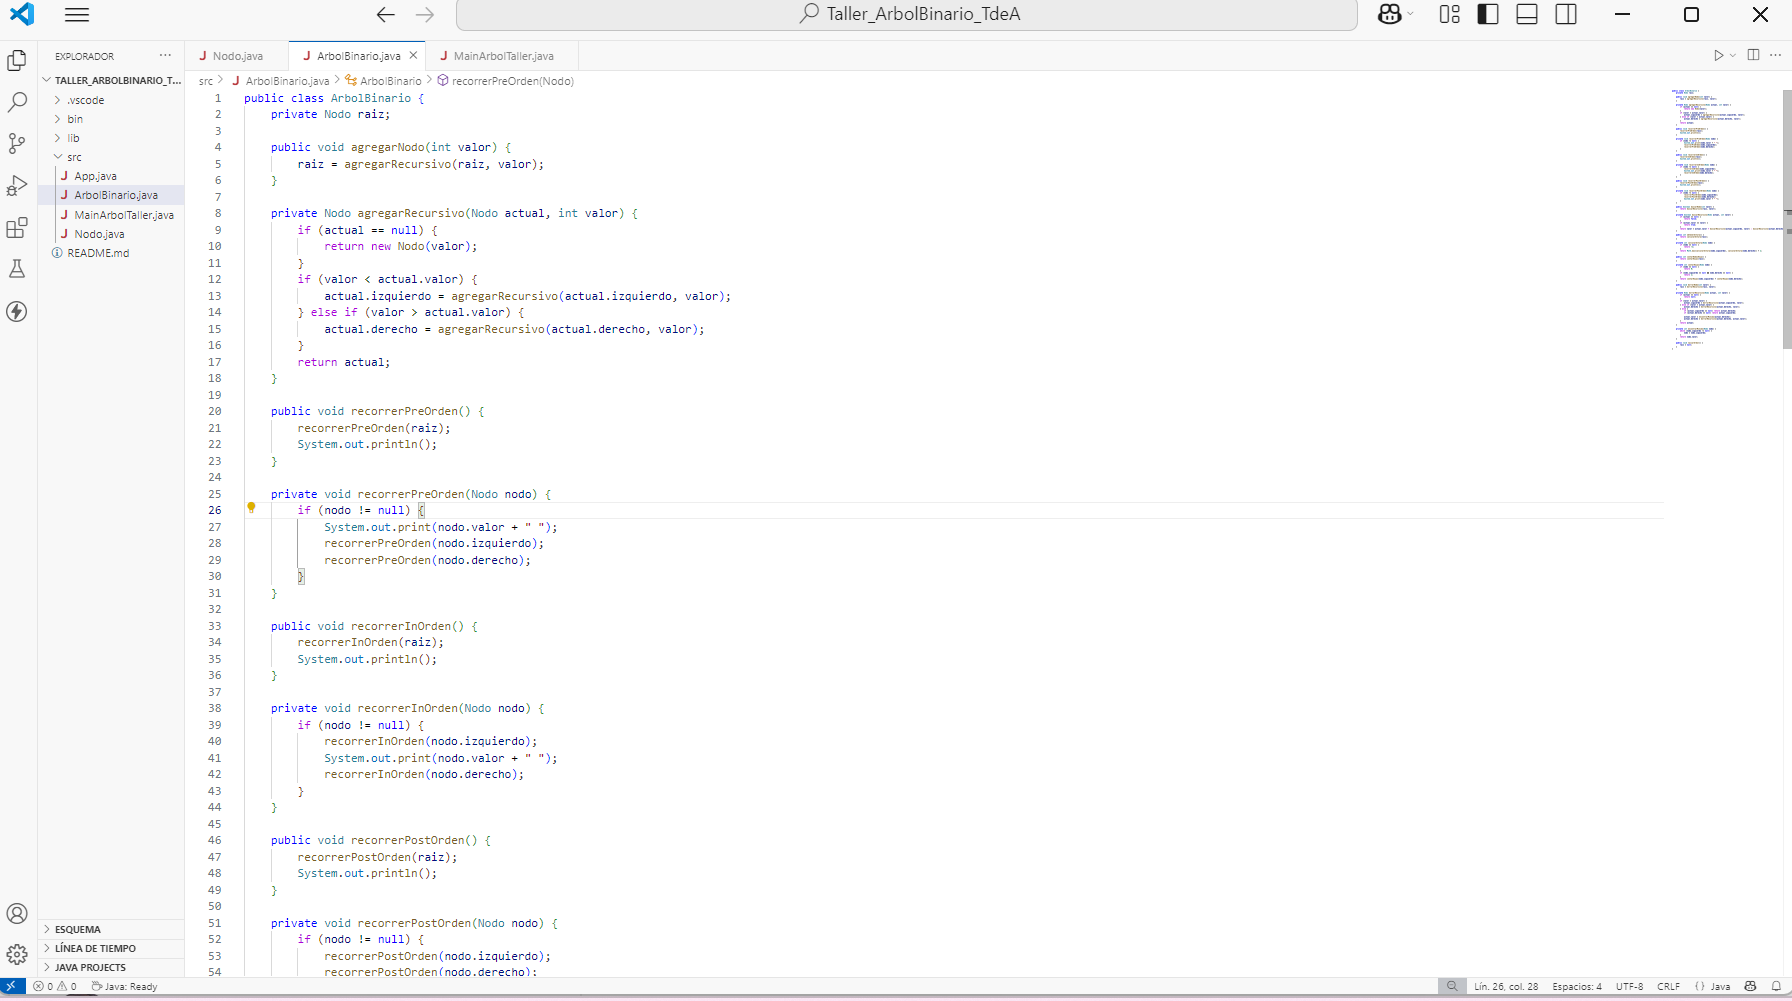 Taller_ArbolBinario_TdeA
EXPLORADOR ···
Nodo.java
ArbolBinario.java
MainArbolTaller.java
TALLER_ARBOLBINARIO_T...
src > ArbolBinario.java > ArbolBinario > recorrerPreOrden(Nodo)
.vscode
bin
lib
src
App.java
ArbolBinario.java
MainArbolTaller.java
Nodo.java
README.md
1 public class ArbolBinario {
2     private Nodo raiz;
3
4     public void agregarNodo(int valor) {
5         raiz = agregarRecursivo(raiz, valor);
6     }
7
8     private Nodo agregarRecursivo(Nodo actual, int valor) {
9         if (actual == null) {
10             return new Nodo(valor);
11         }
12         if (valor < actual.valor) {
13             actual.izquierdo = agregarRecursivo(actual.izquierdo, valor);
14         } else if (valor > actual.valor) {
15             actual.derecho = agregarRecursivo(actual.derecho, valor);
16         }
17         return actual;
18     }
19
20     public void recorrerPreOrden() {
21         recorrerPreOrden(raiz);
22         System.out.println();
23     }
24
25     private void recorrerPreOrden(Nodo nodo) {
26         if (nodo != null) {
27             System.out.print(nodo.valor + " ");
28             recorrerPreOrden(nodo.izquierdo);
29             recorrerPreOrden(nodo.derecho);
30         }
31     }
32
33     public void recorrerInOrden() {
34         recorrerInOrden(raiz);
35         System.out.println();
36     }
37
38     private void recorrerInOrden(Nodo nodo) {
39         if (nodo != null) {
40             recorrerInOrden(nodo.izquierdo);
41             System.out.print(nodo.valor + " ");
42             recorrerInOrden(nodo.derecho);
43         }
44     }
45
46     public void recorrerPostOrden() {
47         recorrerPostOrden(raiz);
48         System.out.println();
49     }
50
51     private void recorrerPostOrden(Nodo nodo) {
52         if (nodo != null) {
53             recorrerPostOrden(nodo.izquierdo);
54             recorrerPostOrden(nodo.derecho);
ESQUEMA
LÍNEA DE TIEMPO
JAVA PROJECTS
0 0 Java: Ready
Lín. 26, col. 28 Espacios: 4 UTF-8 CRLF {} Java